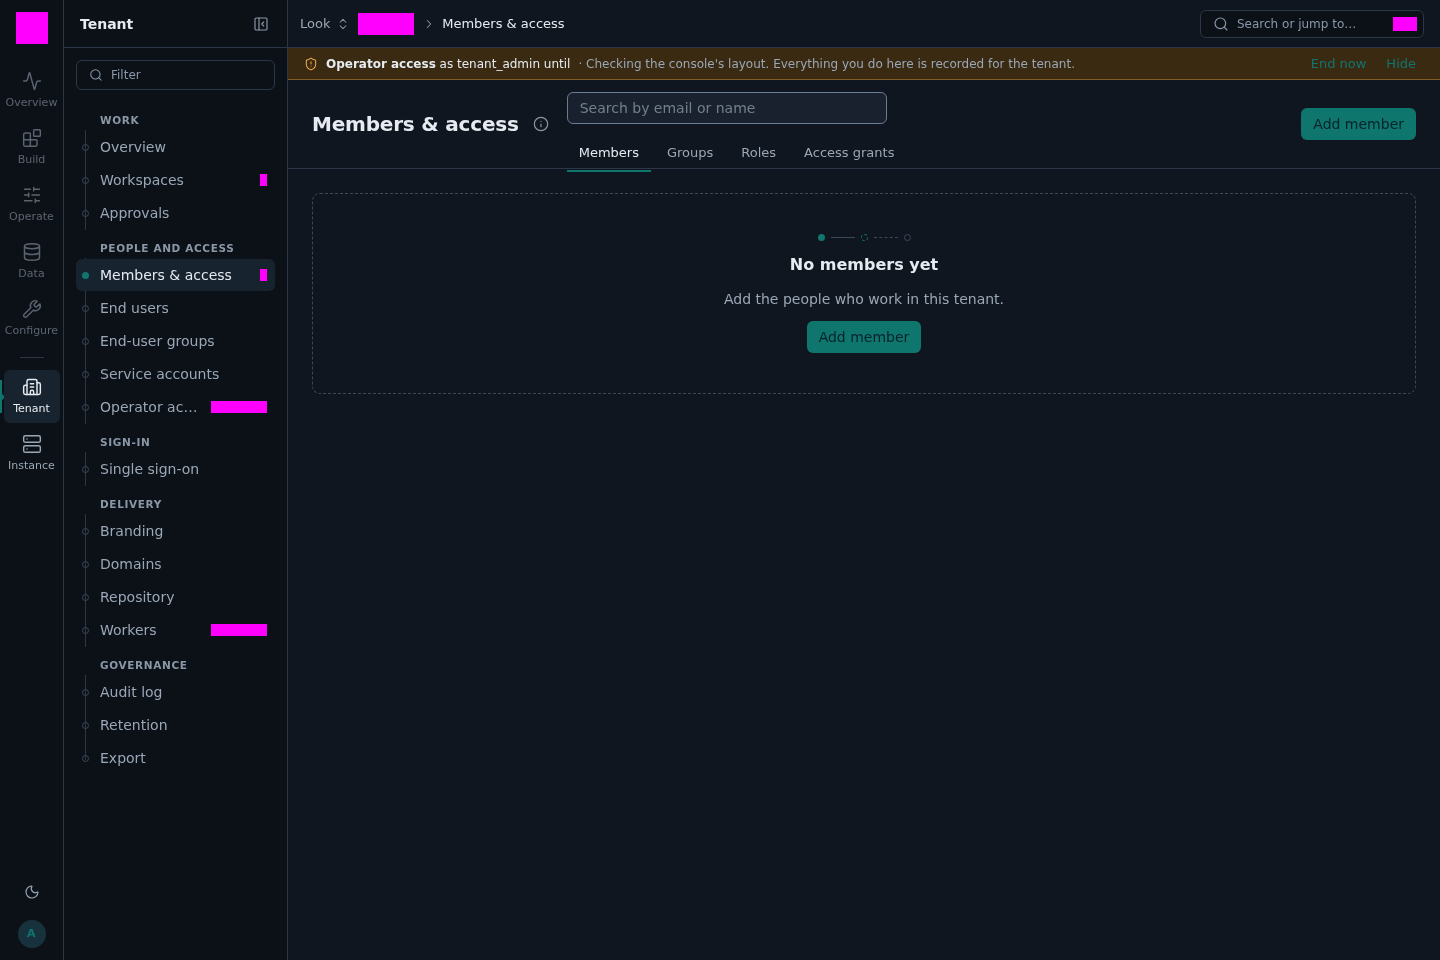 Tenant
Look
Members & access
Search or jump to…
Operator access as tenant_admin until · Checking the console's layout. Everything you do here is recorded for the tenant.
End now
Hide
Overview
Build
Operate
Data
Configure
Tenant
Instance
A
Filter
WORK
Overview
Workspaces
Approvals
PEOPLE AND ACCESS
Members & access
End users
End-user groups
Service accounts
Operator ac…
SIGN-IN
Single sign-on
DELIVERY
Branding
Domains
Repository
Workers
GOVERNANCE
Audit log
Retention
Export
Members & access
Search by email or name
Add member
Members
Groups
Roles
Access grants
No members yet
Add the people who work in this tenant.
Add member